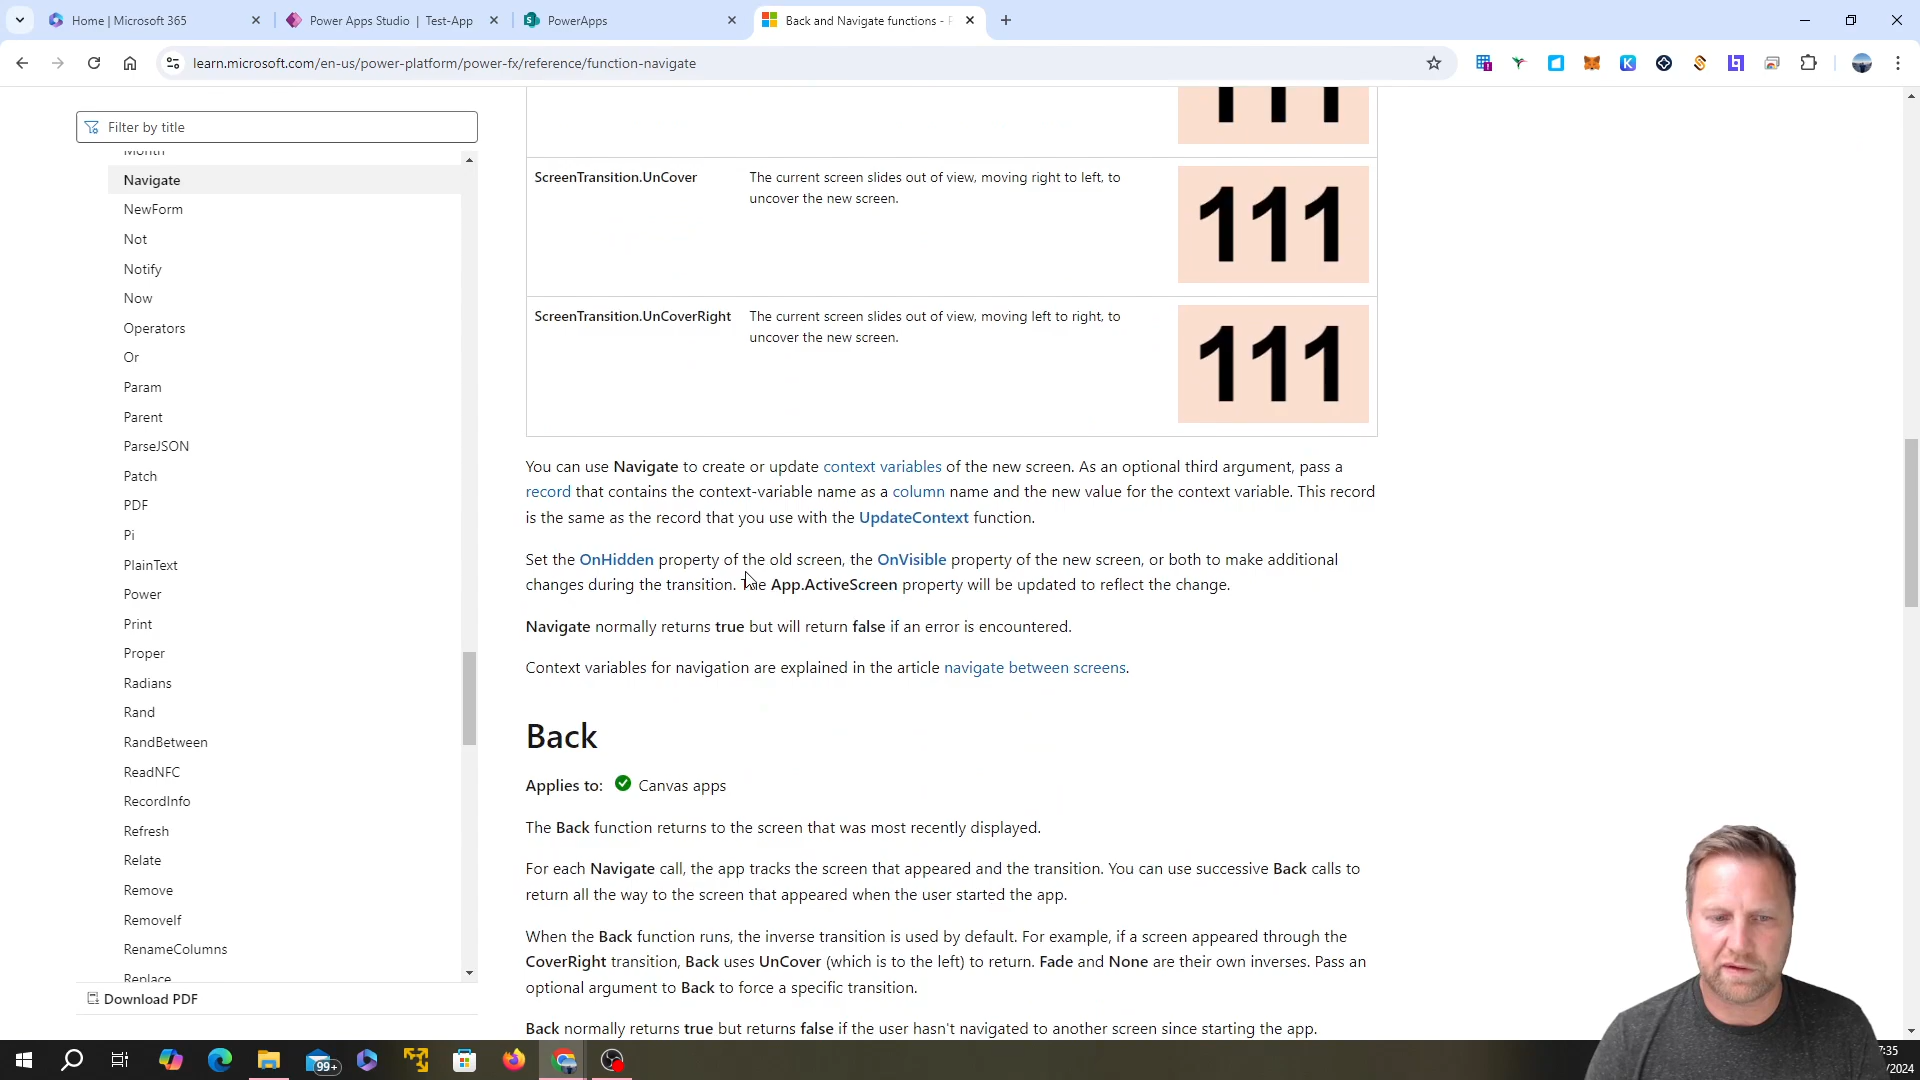 Home | Microsoft 365
Power Apps Studio | Test-App
PowerApps
Back and Navigate functions -
learn.microsoft.com/en-us/power-platform/power-fx/reference/function-navigate
Filter by title
Month
Navigate
NewForm
Not
Notify
Now
Operators
Or
Param
Parent
ParseJSON
Patch
PDF
Pi
PlainText
Power
Print
Proper
Radians
Rand
RandBetween
ReadNFC
RecordInfo
Refresh
Relate
Remove
RemoveIf
RenameColumns
Replace
Download PDF
111
ScreenTransition.UnCover
The current screen slides out of view, moving right to left, to
uncover the new screen.
111
ScreenTransition.UnCoverRight
The current screen slides out of view, moving left to right, to
uncover the new screen.
111
You can use Navigate to create or update context variables of the new screen. As an optional third argument, pass a
record that contains the context-variable name as a column name and the new value for the context variable. This record
is the same as the record that you use with the UpdateContext function.
Set the OnHidden property of the old screen, the OnVisible property of the new screen, or both to make additional
changes during the transition. The App.ActiveScreen property will be updated to reflect the change.
Navigate normally returns true but will return false if an error is encountered.
Context variables for navigation are explained in the article navigate between screens.
Back
Applies to: Canvas apps
The Back function returns to the screen that was most recently displayed.
For each Navigate call, the app tracks the screen that appeared and the transition. You can use successive Back calls to
return all the way to the screen that appeared when the user started the app.
When the Back function runs, the inverse transition is used by default. For example, if a screen appeared through the
CoverRight transition, Back uses UnCover (which is to the left) to return. Fade and None are their own inverses. Pass an
optional argument to Back to force a specific transition.
Back normally returns true but returns false if the user hasn't navigated to another screen since starting the app.
99+
7:35
/2024